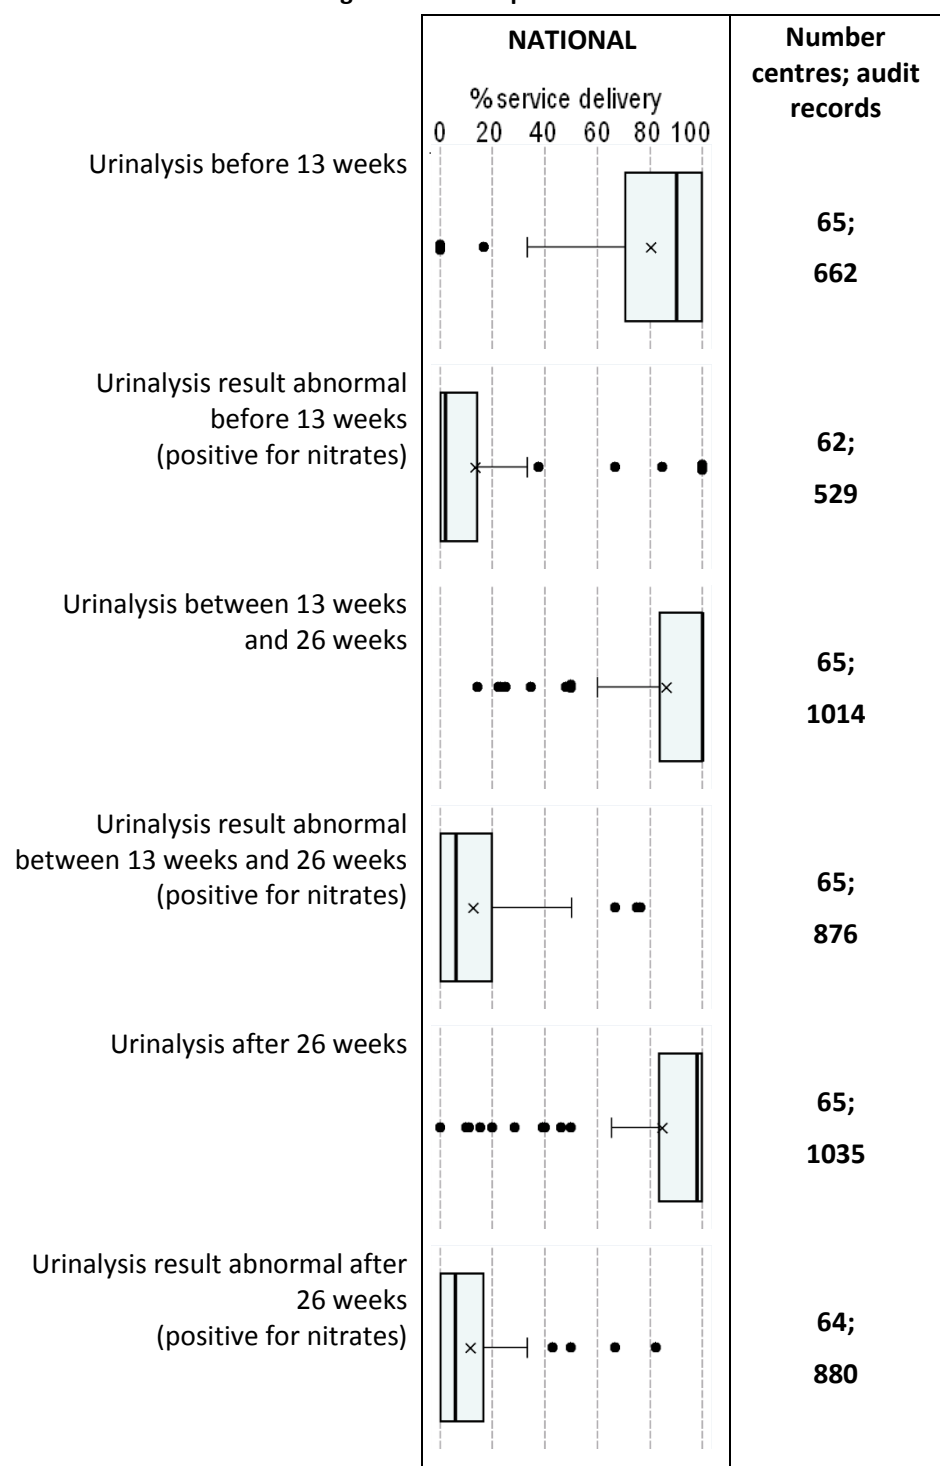 NATIONAL
Number
centres; audit
records
% service delivery
0 20 40 60 80 100
Urinalysis before 13 weeks
65;
662
Urinalysis result abnormal
before 13 weeks
(positive for nitrates)
62;
529
Urinalysis between 13 weeks
and 26 weeks
65;
1014
Urinalysis result abnormal
between 13 weeks and 26 weeks
(positive for nitrates)
65;
876
Urinalysis after 26 weeks
65;
1035
Urinalysis result abnormal after
26 weeks
(positive for nitrates)
64;
880